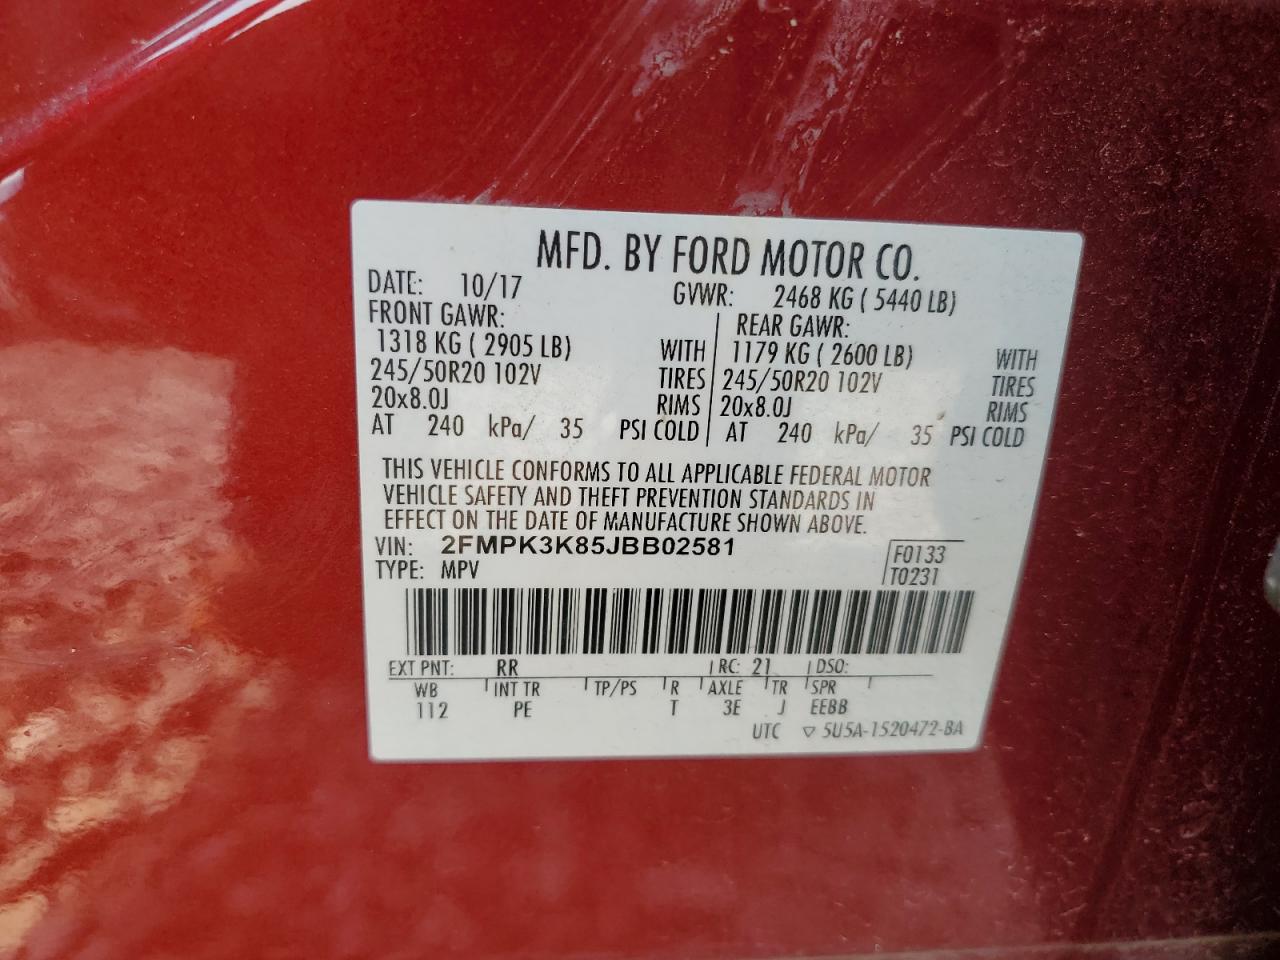 MFD. BY FORD MOTOR CO.
DATE: 10/17 GVWR: 2468 KG ( 5440 LB)
FRONT GAWR: REAR GAWR:
1318 KG ( 2905 LB) WITH 1179 KG ( 2600 LB) WITH
245/50R20 102V TIRES 245/50R20 102V TIRES
20x8.0J RIMS 20x8.0J RIMS
AT 240 kPa/ 35 PSI COLD AT 240 kPa/ 35 PSI COLD
THIS VEHICLE CONFORMS TO ALL APPLICABLE FEDERAL MOTOR
VEHICLE SAFETY AND THEFT PREVENTION STANDARDS IN
EFFECT ON THE DATE OF MANUFACTURE SHOWN ABOVE.
VIN: 2FMPK3K85JBB02581 F0133
TYPE: MPV T0231
EXT PNT: RR RC: 21 DSO:
WB INT TR TP/PS R AXLE TR SPR
112 PE T 3E J EEBB
UTC ▽ 5U5A-1520472-BA